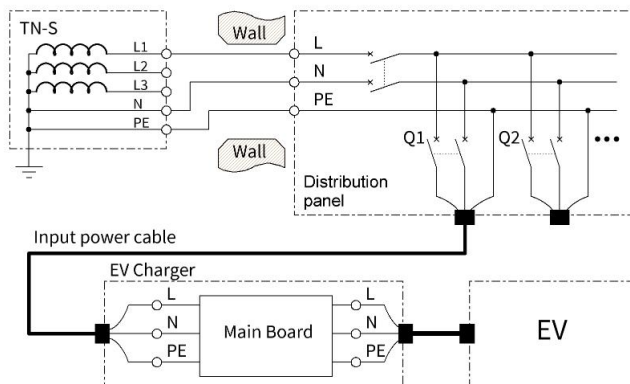 TN-S
L1
L2
L3
N
PE
Wall
Wall
L
N
PE
Q1
Q2
Distribution
panel
Input power cable
EV Charger
L
N
PE
Main Board
L
N
PE
EV